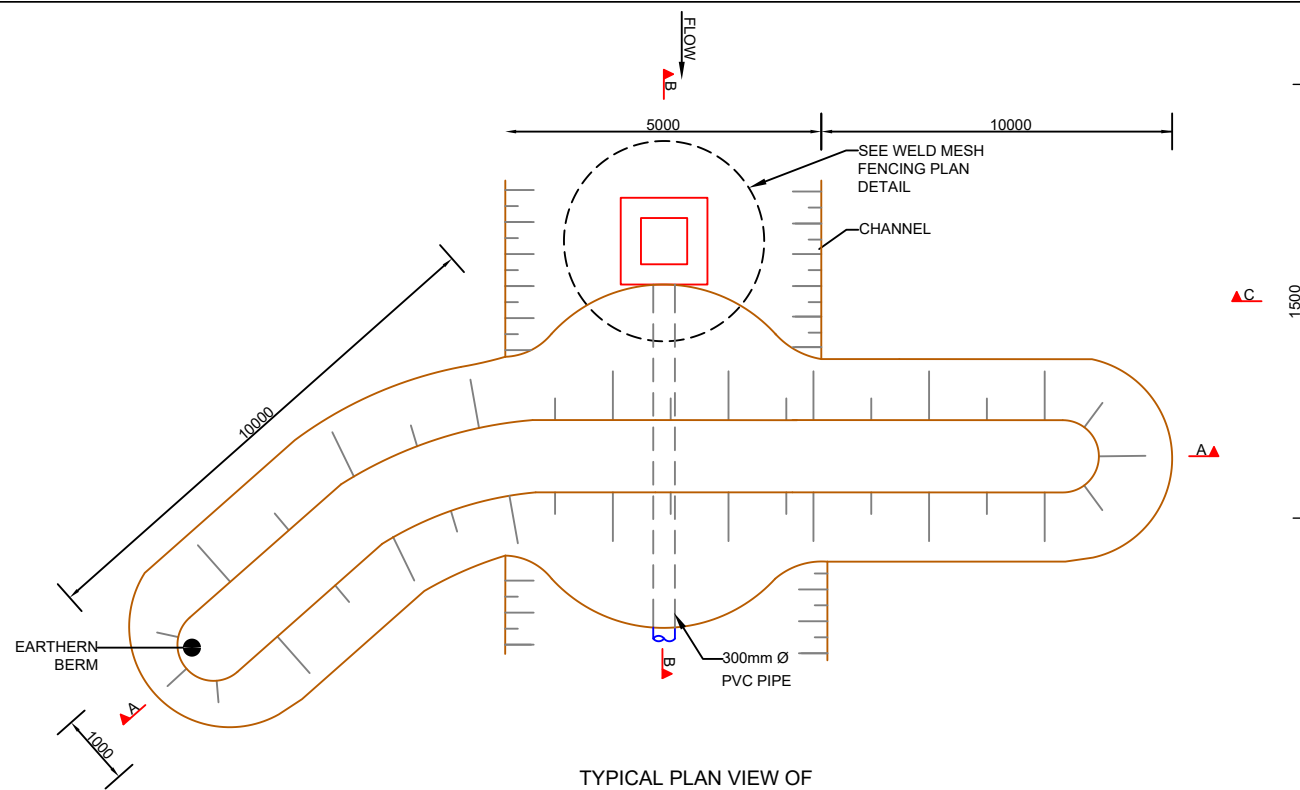 FLOW
B
5000
10000
SEE WELD MESH
FENCING PLAN
DETAIL
CHANNEL
C
1500
10000
A
EARTHERN
BERM
300mm Ø
PVC PIPE
B
A
1000
TYPICAL PLAN VIEW OF